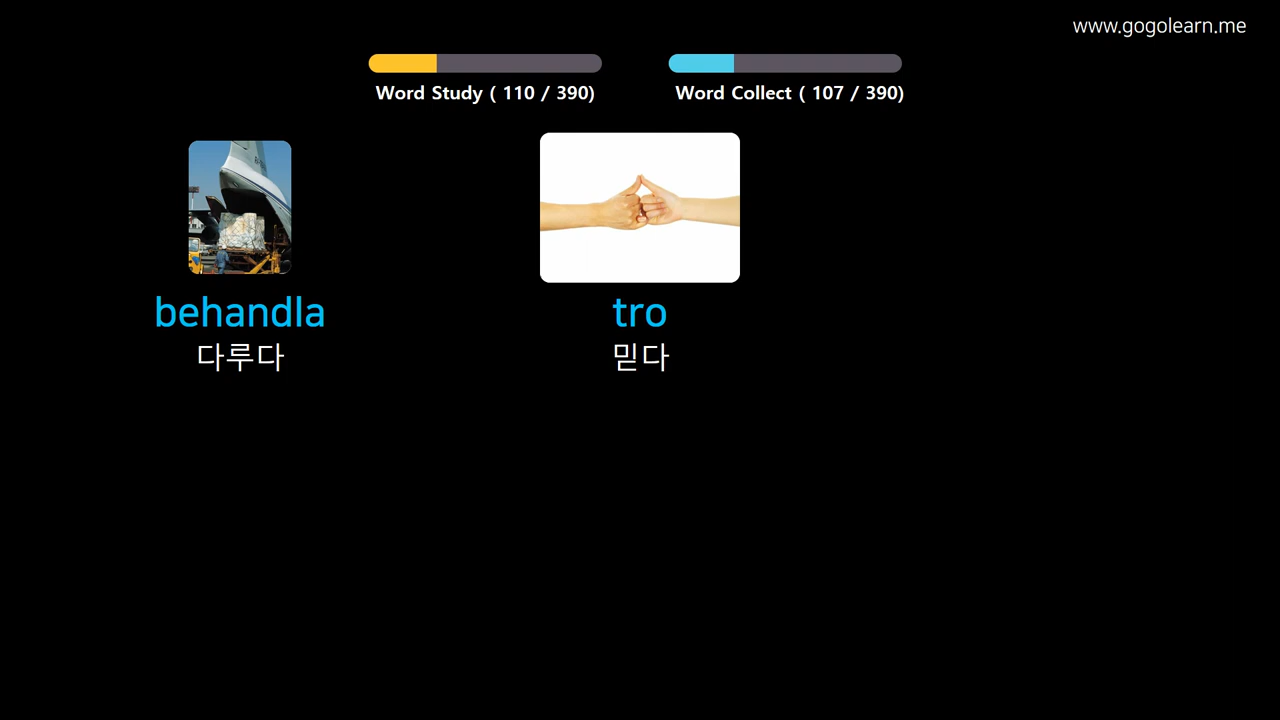 www.gogolearn.me
Word Study ( 110 / 390)
Word Collect ( 107 / 390)
behandla
다루다
tro
믿다